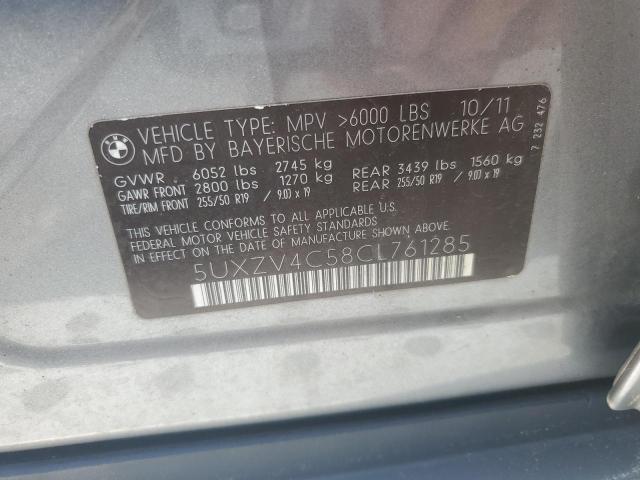 BMW
VEHICLE TYPE: MPV >6000 LBS 10/11
MFD BY BAYERISCHE MOTORENWERKE AG
7 232 476
GVWR 6052 lbs 2745 kg
GAWR FRONT 2800 lbs 1270 kg REAR 3439 lbs 1560 kg
TIRE/RIM FRONT 255/50 R19 / 9.0J x 19 REAR 255/50 R19 / 9.0J x 19
THIS VEHICLE CONFORMS TO ALL APPLICABLE U.S.
FEDERAL MOTOR VEHICLE SAFETY STANDARDS
IN EFFECT ON THE DATE OF MANUFACTURE SHOWN ABOVE.
5UXZV4C58CL761285